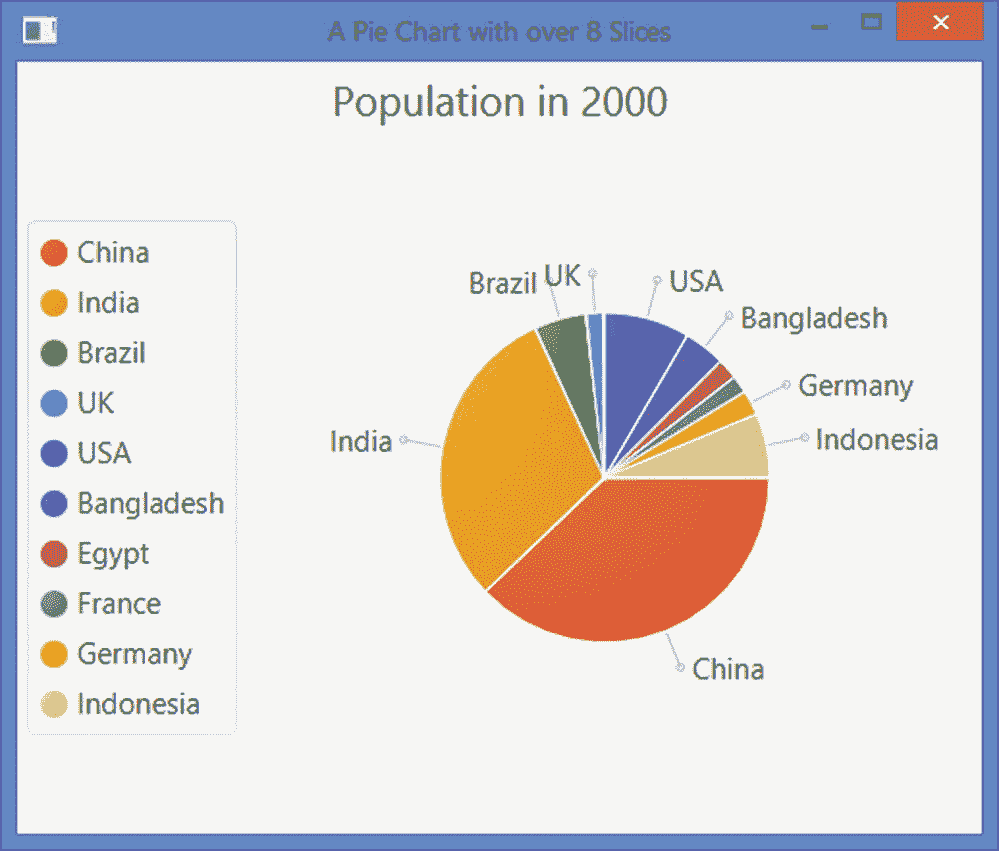 A Pie Chart with over 8 Slices
Population in 2000
China
India
Brazil
UK
USA
Bangladesh
Egypt
France
Germany
Indonesia
Brazil
UK
USA
Bangladesh
Germany
Indonesia
India
China